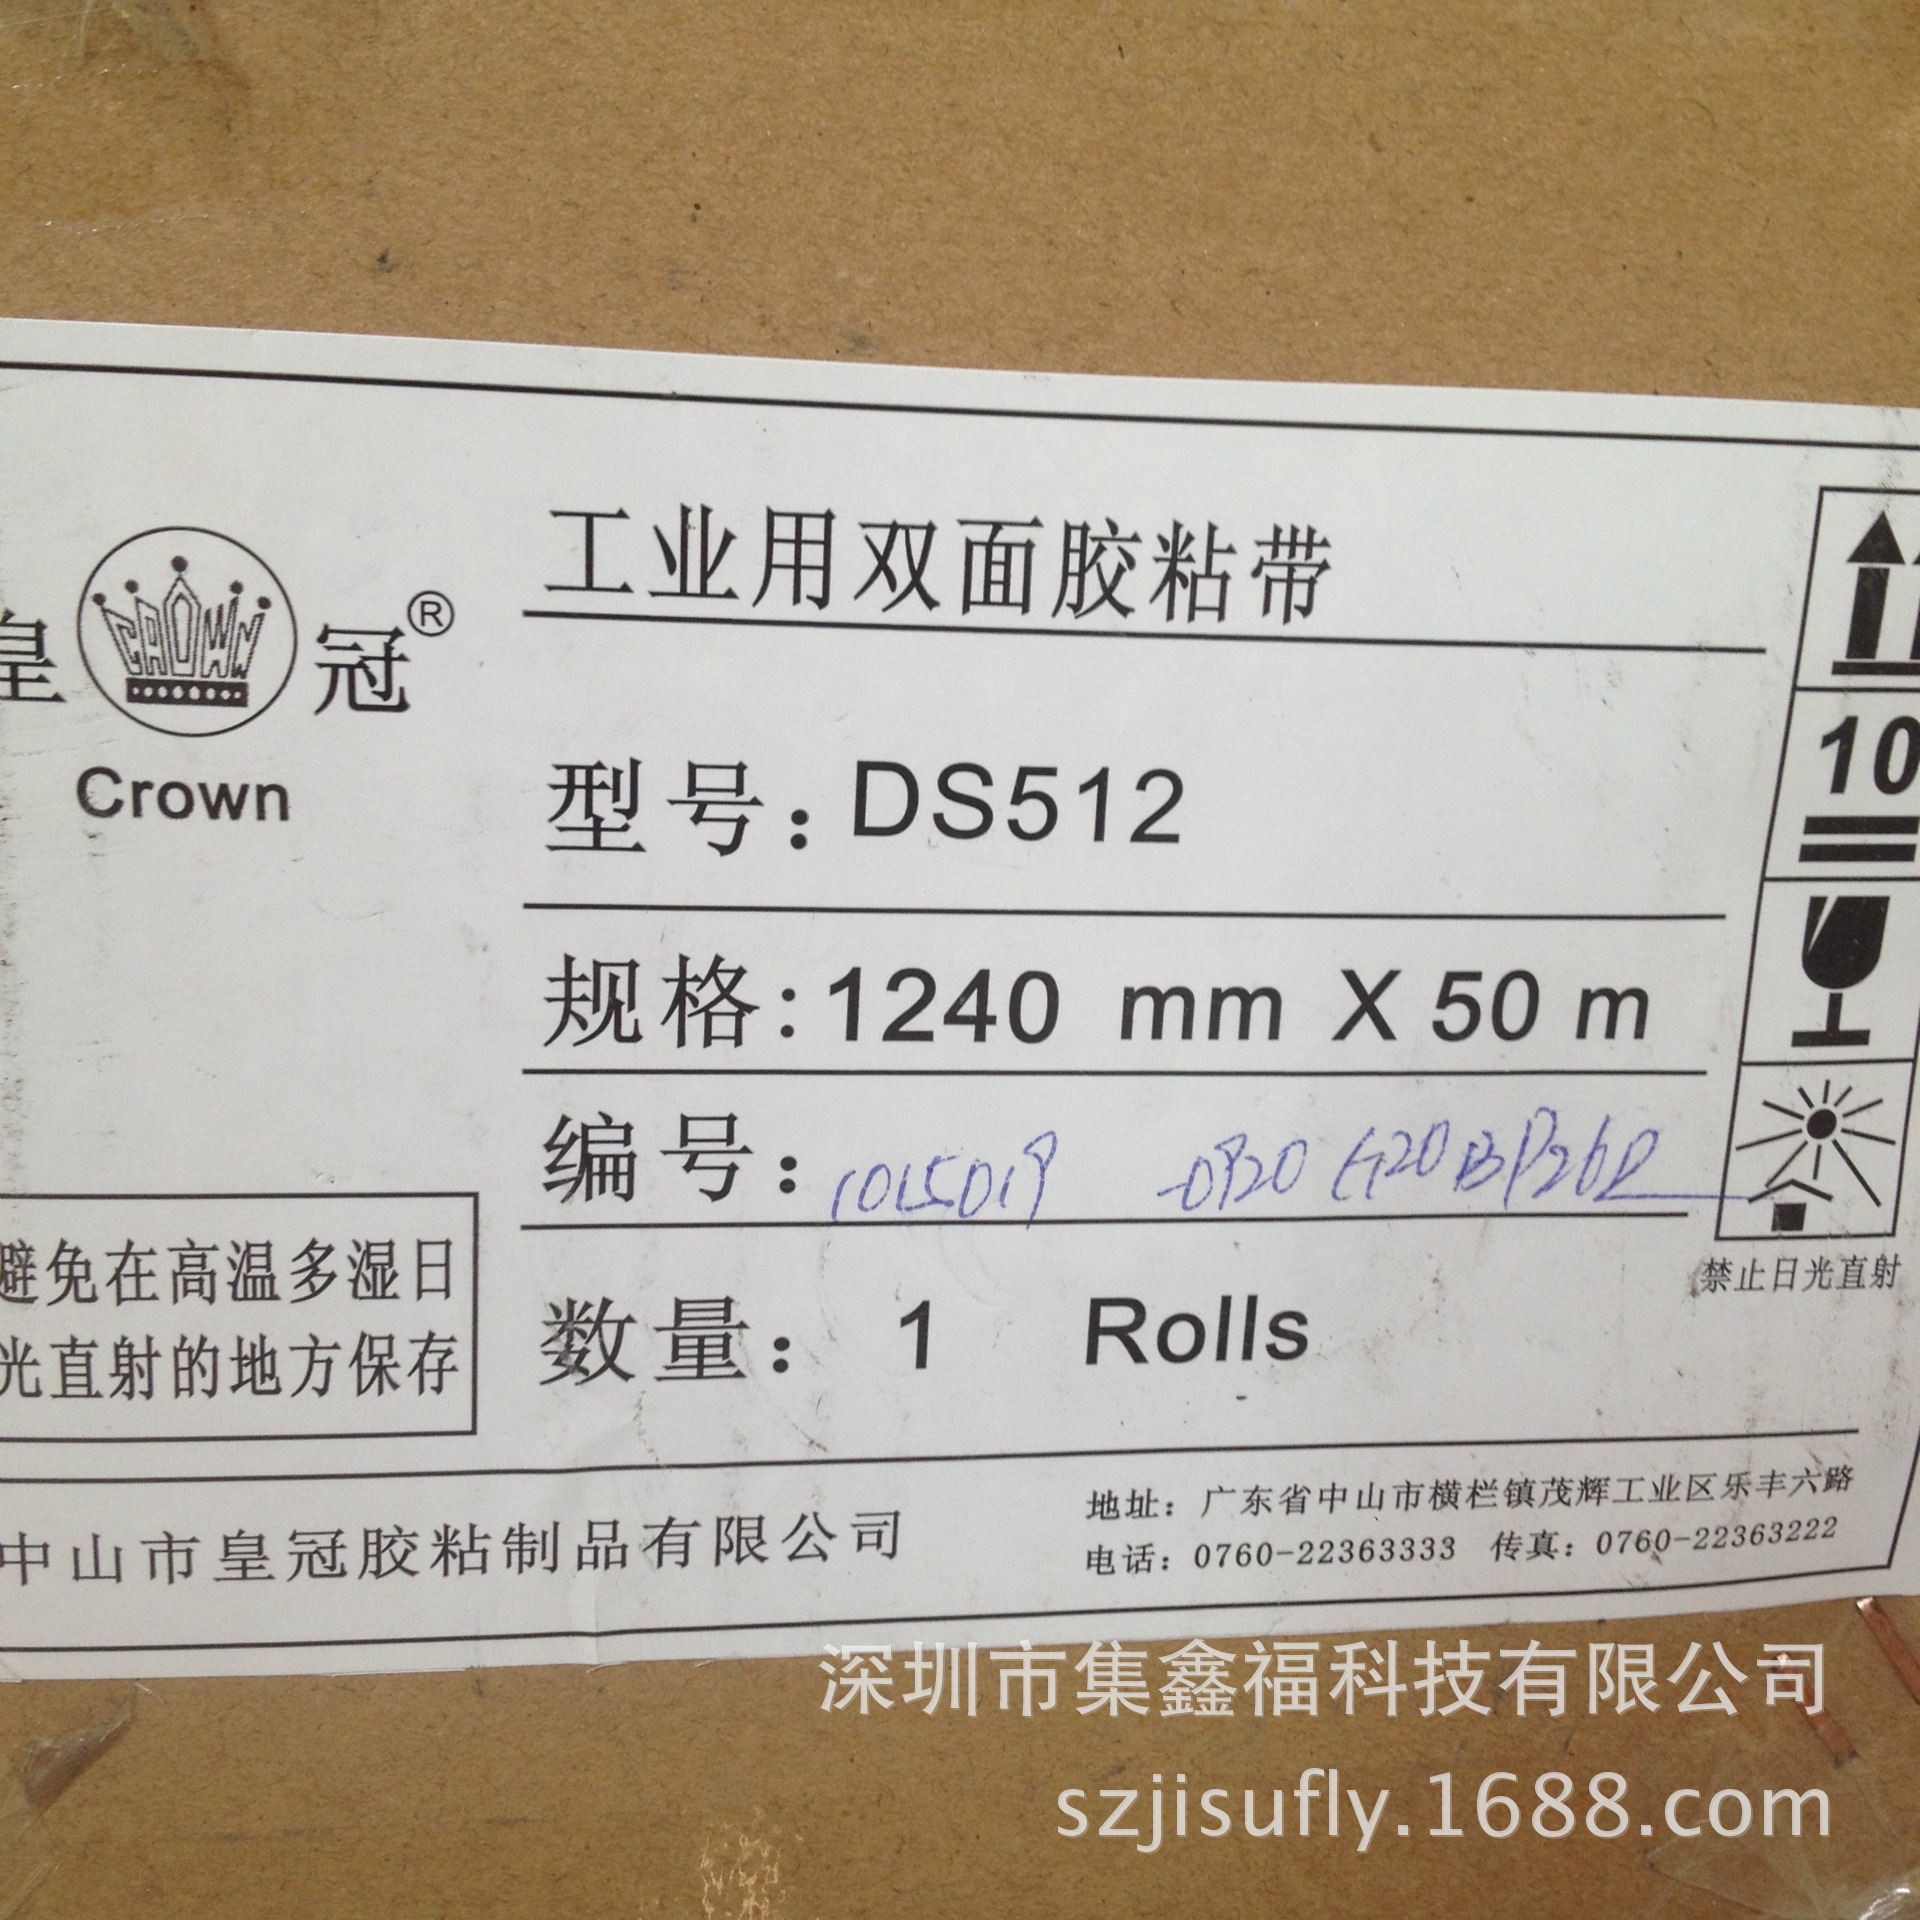 工业用双面胶粘带
皇 CROWN 冠®
Crown
型号：DS512
规格：1240 mm X 50 m
编号：
数量： 1 Rolls
10
禁止日光直射
避免在高温多湿日
光直射的地方保存
中山市皇冠胶粘制品有限公司
地址：广东省中山市横栏镇茂辉工业区乐丰六路
电话：0760-22363333 传真：0760-22363222
深圳市集鑫福科技有限公司
szjisufly.1688.com